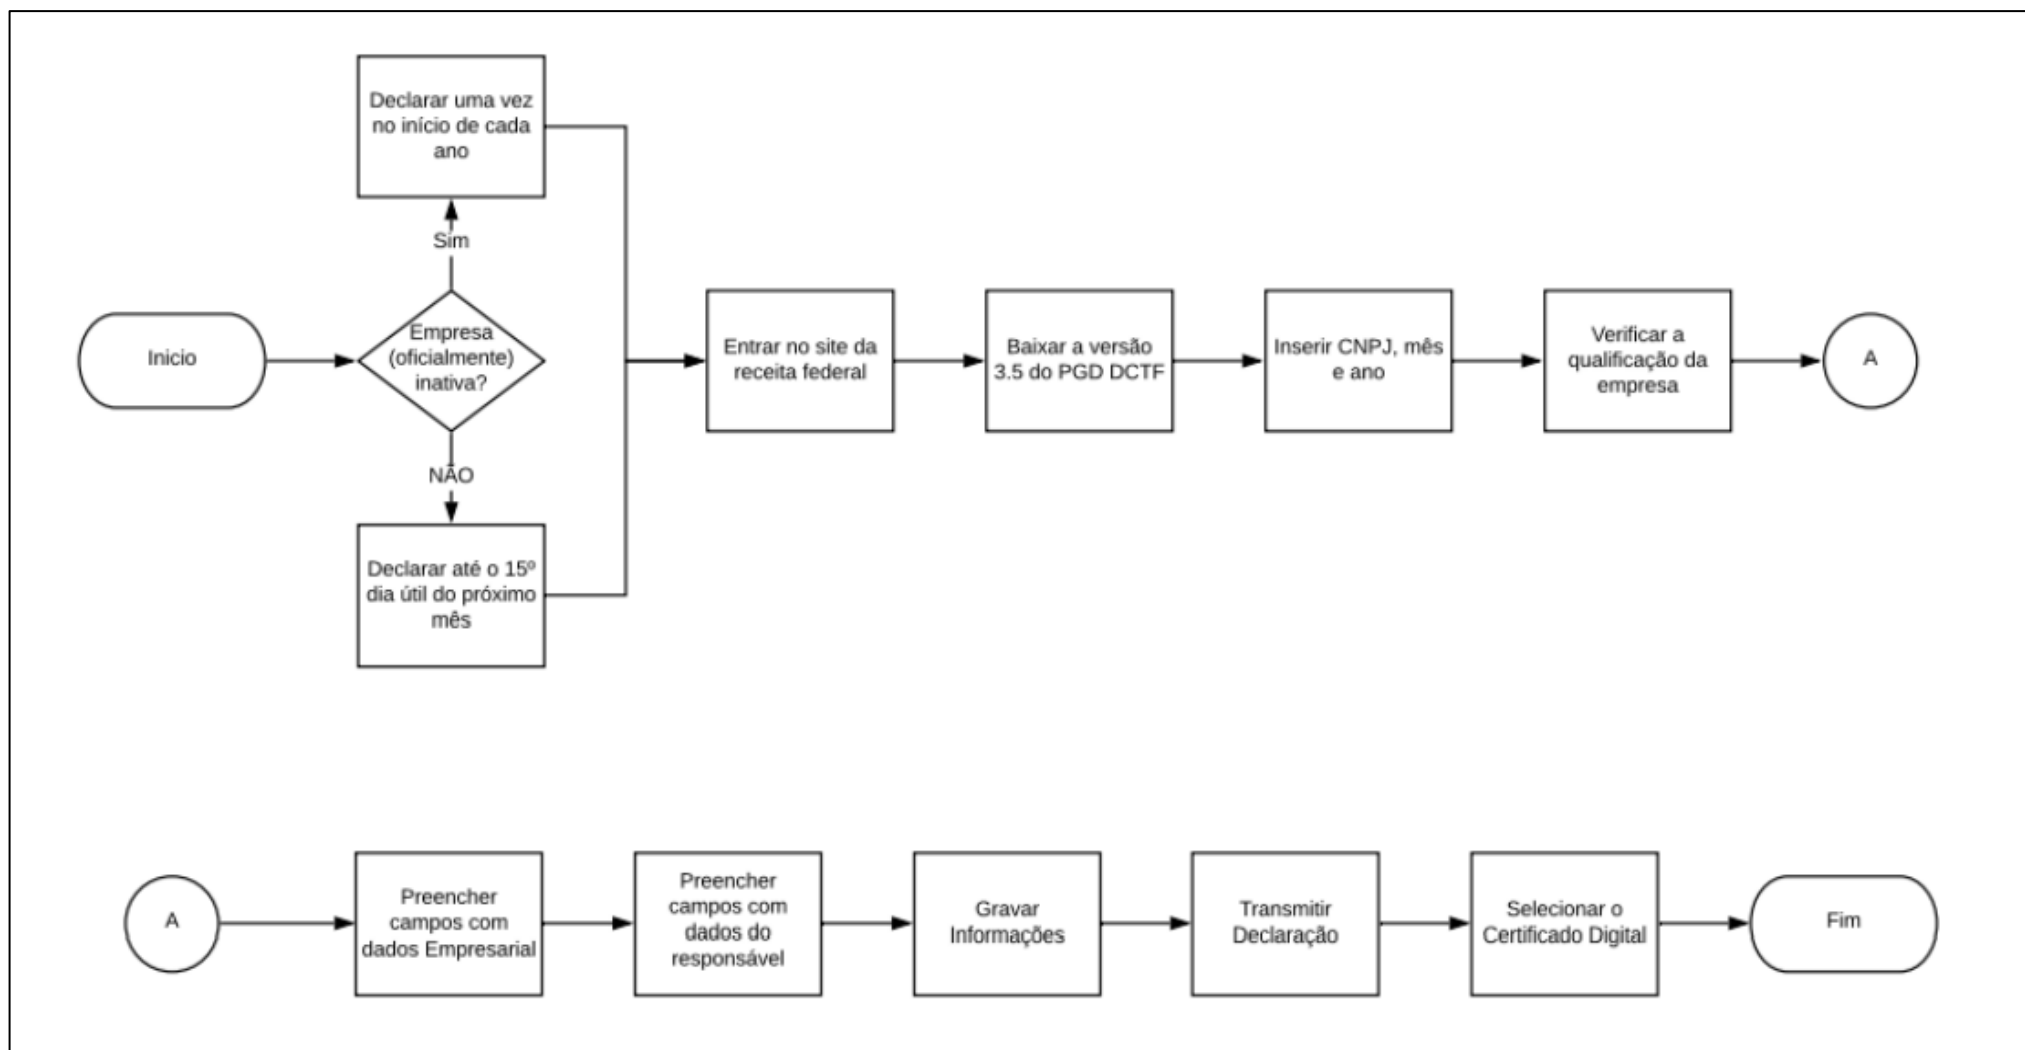 Declarar uma vez
no início de cada
ano
Sim
Inicio
Empresa
(oficialmente)
inativa?
NÃO
Declarar até o 15º
dia útil do próximo
mês
Entrar no site da
receita federal
Baixar a versão
3.5 do PGD DCTF
Inserir CNPJ, mês
e ano
Verificar a
qualificação da
empresa
A
A
Preencher
campos com
dados Empresarial
Preencher
campos com
dados do
responsável
Gravar
Informações
Transmitir
Declaração
Selecionar o
Certificado Digital
Fim